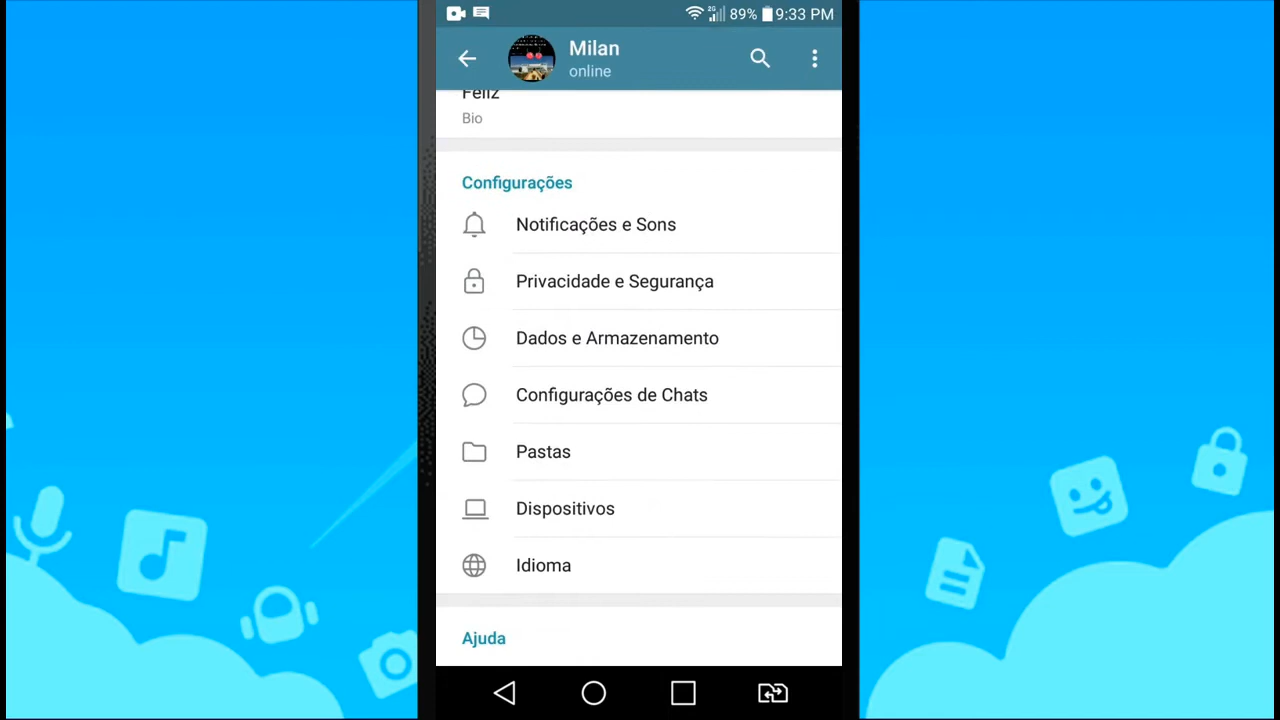 2G 89% 9:33 PM
Milan
online
Feliz
Bio
Configurações
Notificações e Sons
Privacidade e Segurança
Dados e Armazenamento
Configurações de Chats
Pastas
Dispositivos
Idioma
Ajuda